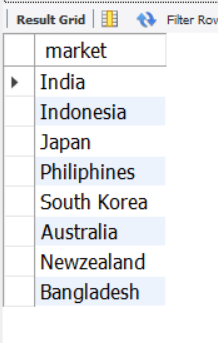 Result Grid Filter Row
market
India
Indonesia
Japan
Philiphines
South Korea
Australia
Newzealand
Bangladesh